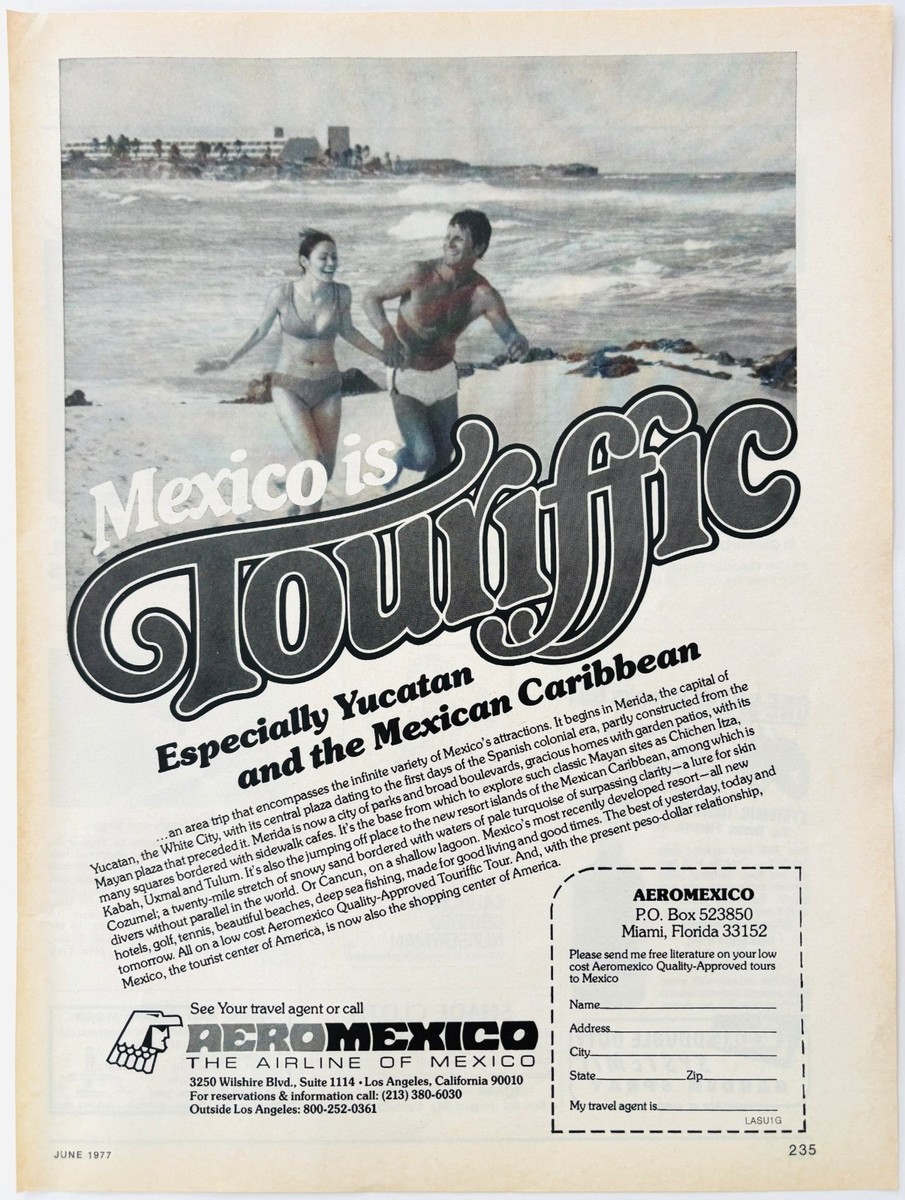 Mexico is
Touriffic
Especially Yucatan
and the Mexican Caribbean
...an area trip that encompasses the infinite variety of Mexico's attractions. It begins in Merida, the capital of
Yucatan, the White City, with its central plaza dating to the first days of the Spanish colonial era, partly constructed from the
Mayan plaza that preceded it. Merida is now a city of parks and broad boulevards, gracious homes with garden patios, with its
many squares bordered with sidewalk cafes. It's the base from which to explore such classic Mayan sites as Chichen Itza,
Kabah, Uxmal and Tulum. It's also the jumping off place to the new resort islands of the Mexican Caribbean, among which is
Cozumel; a twenty-mile stretch of snowy sand bordered with waters of pale turquoise of surpassing clarity—a lure for skin
divers without parallel in the world. Or Cancun, on a shallow lagoon. Mexico's most recently developed resort—all new
hotels, golf, tennis, beautiful beaches, deep sea fishing, made for good living and good times. The best of yesterday, today and
tomorrow. All on a low cost Aeromexico Quality-Approved Touriffic Tour. And, with the present peso-dollar relationship,
Mexico, the tourist center of America, is now also the shopping center of America.
See Your travel agent or call
AEROMEXICO
THE AIRLINE OF MEXICO
3250 Wilshire Blvd., Suite 1114 • Los Angeles, California 90010
For reservations & information call: (213) 380-6030
Outside Los Angeles: 800-252-0361
AEROMEXICO
P.O. Box 523850
Miami, Florida 33152
Please send me free literature on your low
cost Aeromexico Quality-Approved tours
to Mexico
Name
Address
City
State Zip
My travel agent is
LASU1G
JUNE 1977
235